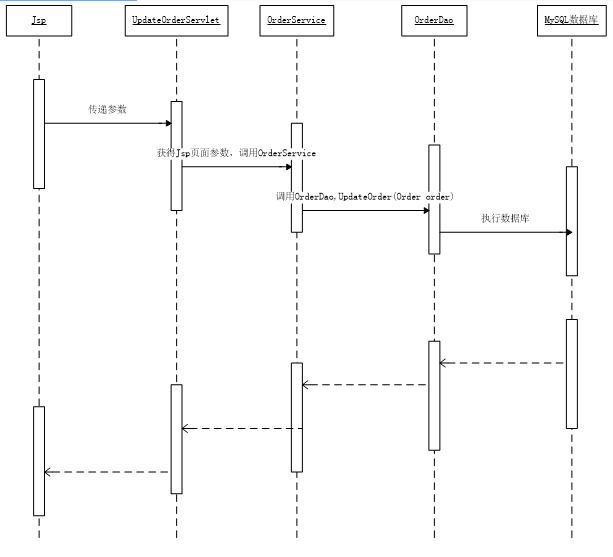 Jsp
UpdateOrderServlet
OrderService
OrderDao
MySQL数据库
传递参数
获得Jsp页面参数，调用OrderService
调用OrderDao,UpdateOrder(Order order)
执行数据库